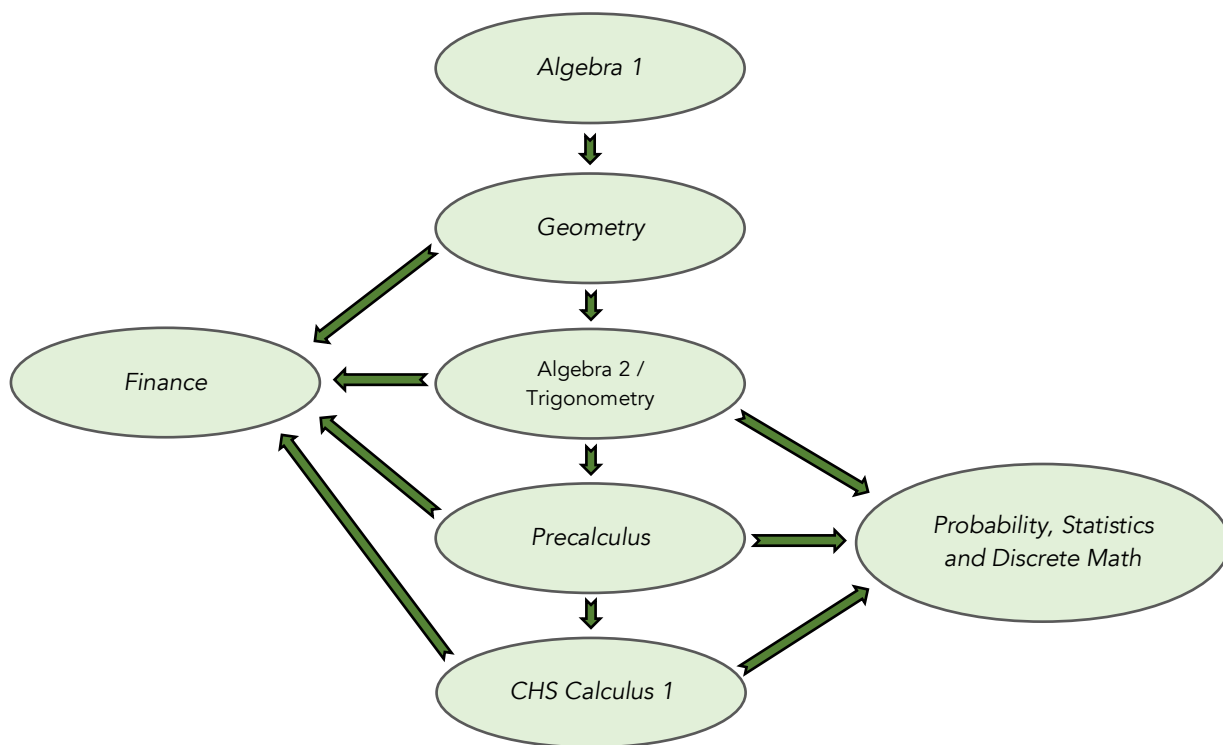 Algebra 1
Geometry
Finance
Algebra 2 /
Trigonometry
Precalculus
Probability, Statistics
and Discrete Math
CHS Calculus 1